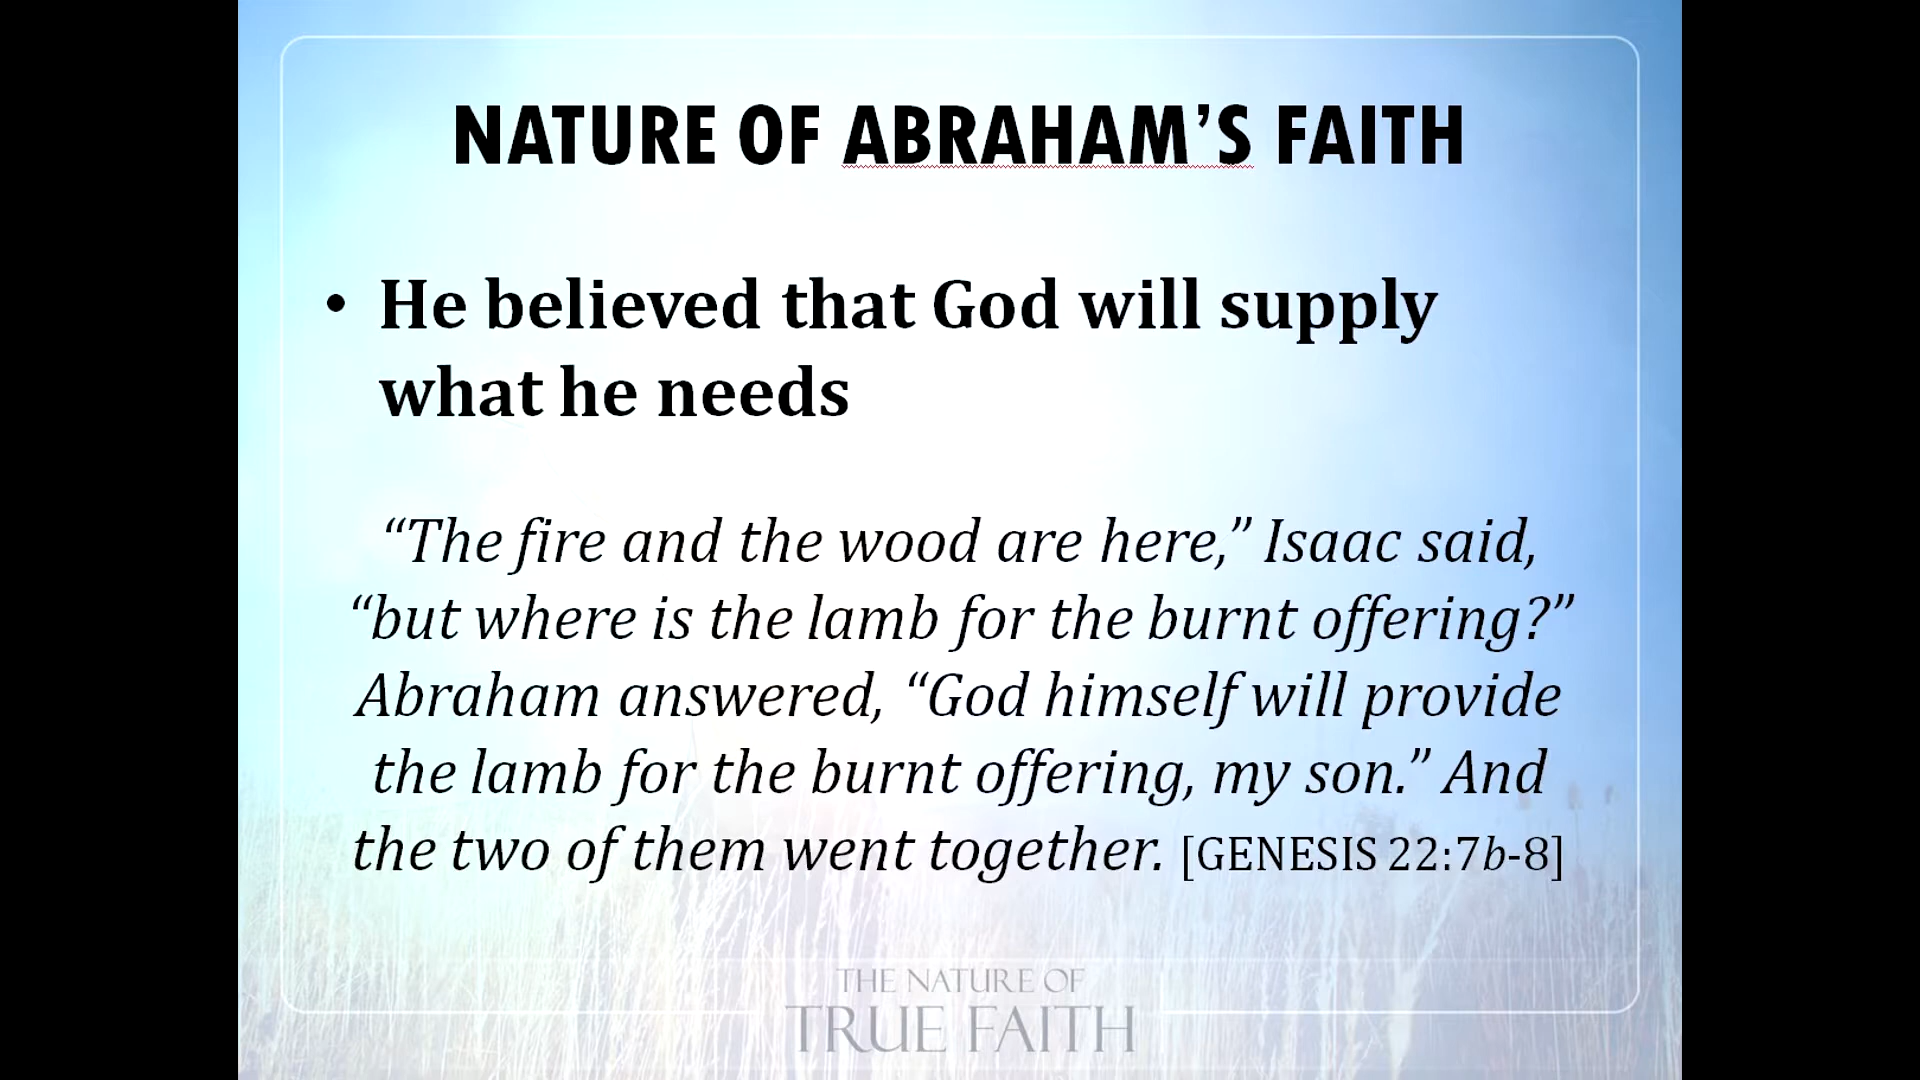 NATURE OF ABRAHAM’S FAITH
• He believed that God will supply
what he needs
“The fire and the wood are here,” Isaac said,
“but where is the lamb for the burnt offering?”
Abraham answered, “God himself will provide
the lamb for the burnt offering, my son.” And
the two of them went together. [GENESIS 22:7b-8]
THE NATURE OF
TRUE FAITH